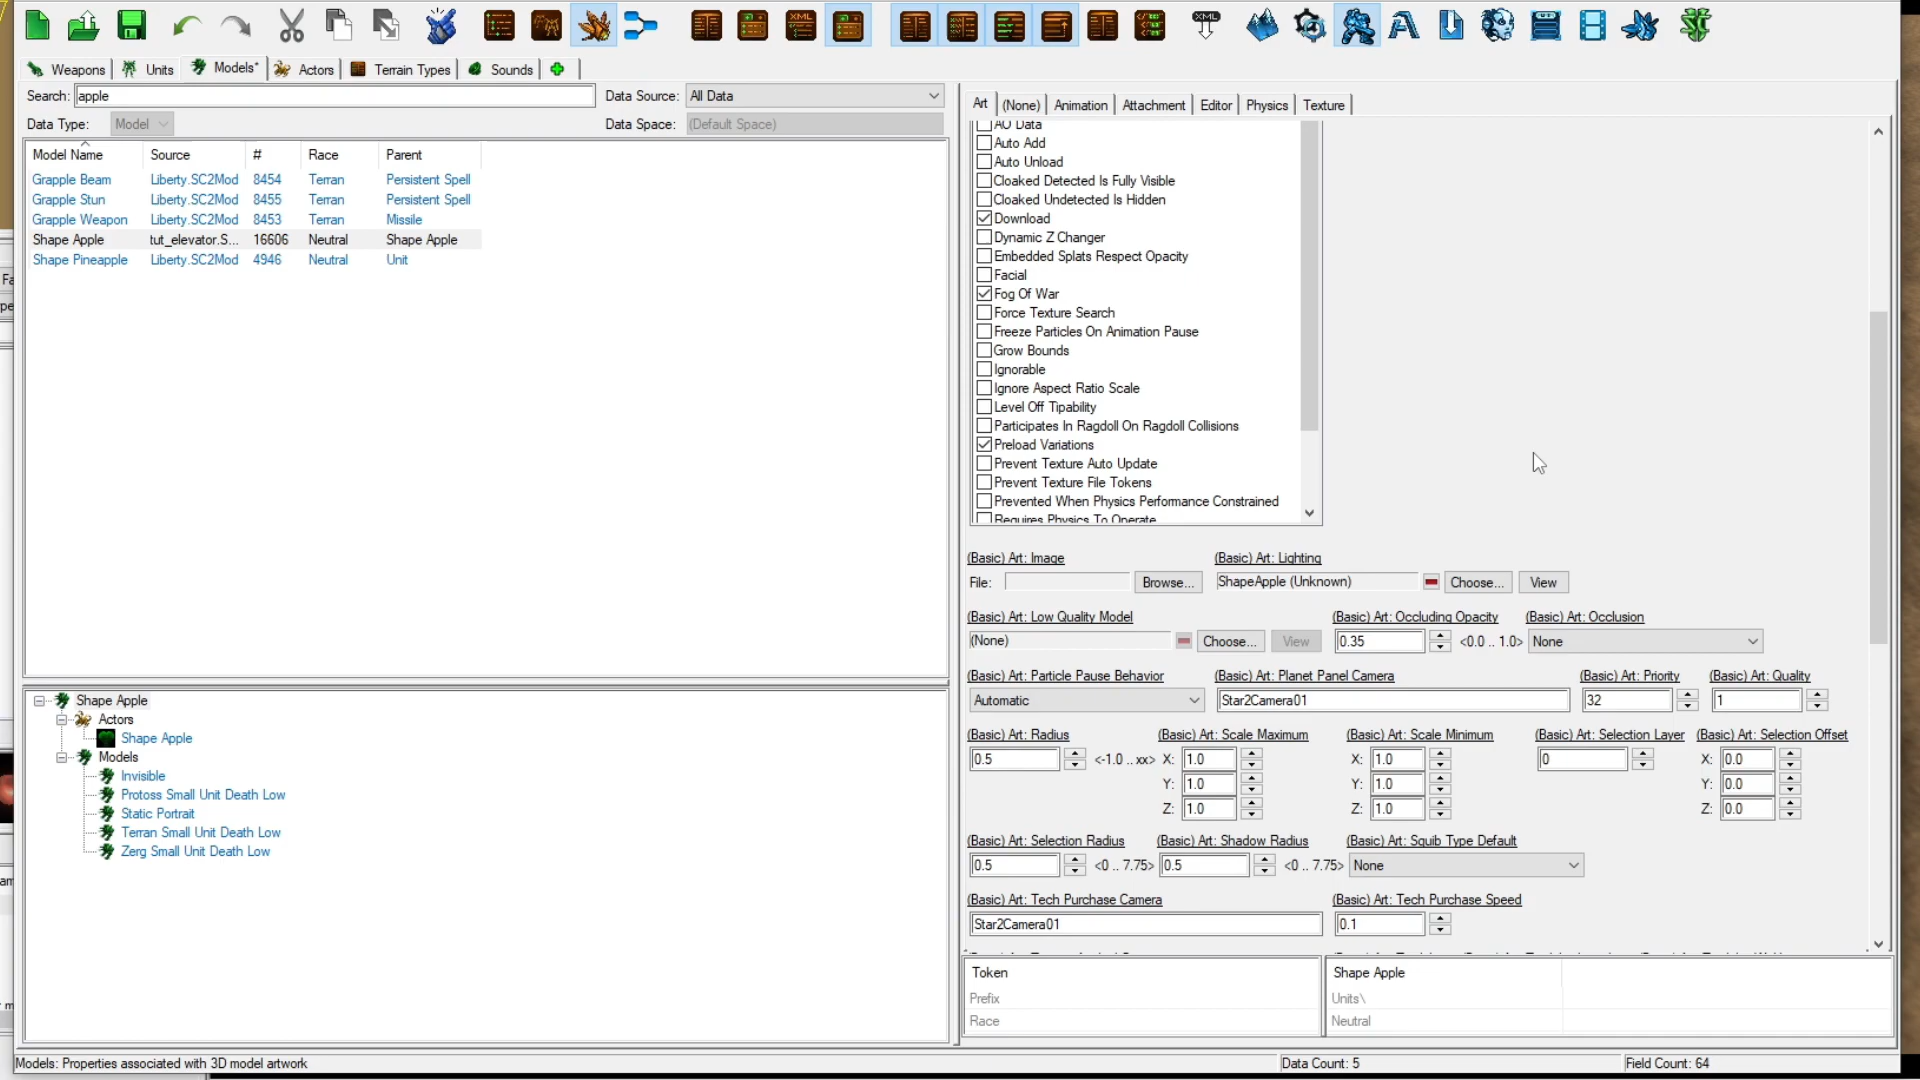 XML
XML
Weapons
Units
Models*
Actors
Terrain Types
Sounds
Search: apple
Data Source: All Data
Data Type: Model
Data Space: (Default Space)
Model Name Source # Race Parent
Grapple Beam Liberty.SC2Mod 8454 Terran Persistent Spell
Grapple Stun Liberty.SC2Mod 8455 Terran Persistent Spell
Grapple Weapon Liberty.SC2Mod 8453 Terran Missile
Shape Apple tut_elevator.S... 16606 Neutral Shape Apple
Shape Pineapple Liberty.SC2Mod 4946 Neutral Unit
Shape Apple
Actors
Shape Apple
Models
Invisible
Protoss Small Unit Death Low
Static Portrait
Terran Small Unit Death Low
Zerg Small Unit Death Low
Art (None) Animation Attachment Editor Physics Texture
AO Data
Auto Add
Auto Unload
Cloaked Detected Is Fully Visible
Cloaked Undetected Is Hidden
Download
Dynamic Z Changer
Embedded Splats Respect Opacity
Facial
Fog Of War
Force Texture Search
Freeze Particles On Animation Pause
Grow Bounds
Ignorable
Ignore Aspect Ratio Scale
Level Off Tipability
Participates In Ragdoll On Ragdoll Collisions
Preload Variations
Prevent Texture Auto Update
Prevent Texture File Tokens
Prevented When Physics Performance Constrained
Requires Physics To Operate
(Basic) Art: Image (Basic) Art: Lighting
File: Browse... ShapeApple (Unknown) Choose... View
(Basic) Art: Low Quality Model (Basic) Art: Occluding Opacity (Basic) Art: Occlusion
(None) Choose... View 0.35 <0.0 .. 1.0> None
(Basic) Art: Particle Pause Behavior (Basic) Art: Planet Panel Camera (Basic) Art: Priority (Basic) Art: Quality
Automatic Star2Camera01 32 1
(Basic) Art: Radius (Basic) Art: Scale Maximum (Basic) Art: Scale Minimum (Basic) Art: Selection Layer (Basic) Art: Selection Offset
0.5 <-1.0 .. xx> X: 1.0 X: 1.0 0 X: 0.0
Y: 1.0 Y: 1.0 Y: 0.0
Z: 1.0 Z: 1.0 Z: 0.0
(Basic) Art: Selection Radius (Basic) Art: Shadow Radius (Basic) Art: Squib Type Default
0.5 <0 .. 7.75> 0.5 <0 .. 7.75> None
(Basic) Art: Tech Purchase Camera (Basic) Art: Tech Purchase Speed
Star2Camera01 0.1
Token Shape Apple
Prefix Units\
Race Neutral
Models: Properties associated with 3D model artwork
Data Count: 5
Field Count: 64